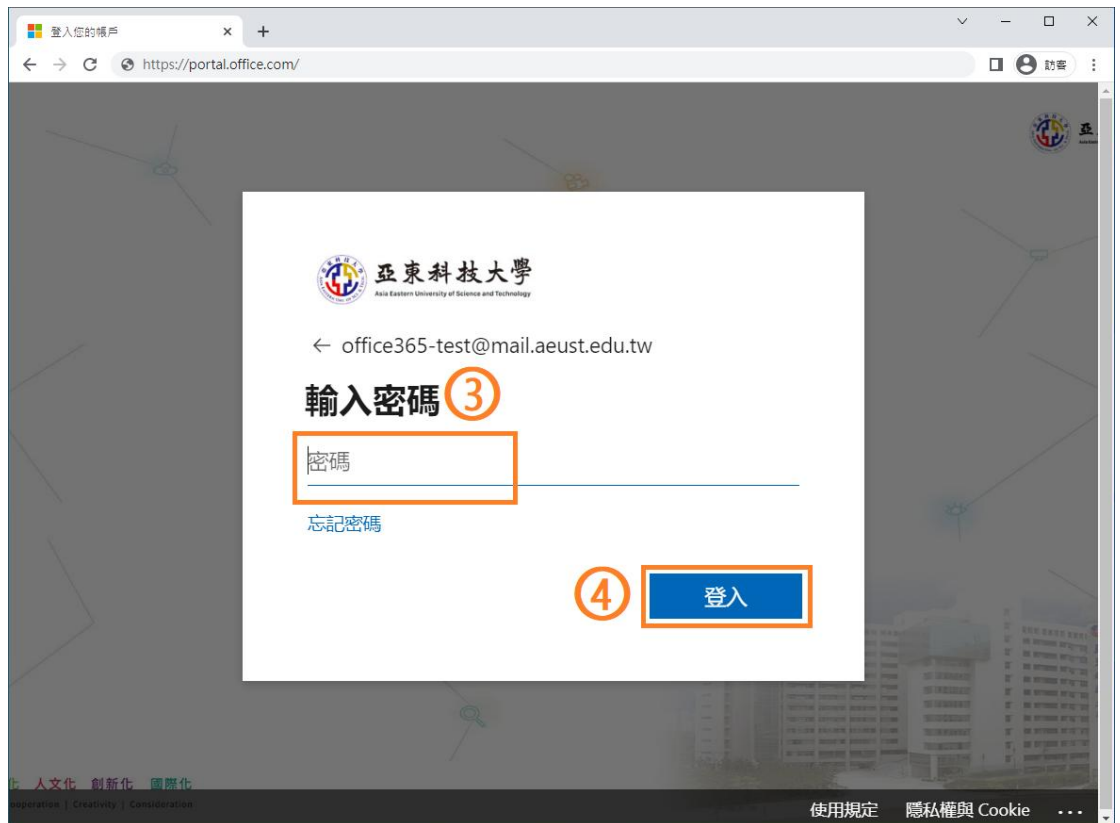 登入您的帳戶
https://portal.office.com/
訪客
亞
亞東科技大學
Asia Eastern University of Science and Technology
office365-test@mail.aeust.edu.tw
輸入密碼 ③
密碼
忘記密碼
④ 登入
化 人文化 創新化 國際化
ooperation | Creativity | Consideration
使用規定 隱私權與 Cookie ...